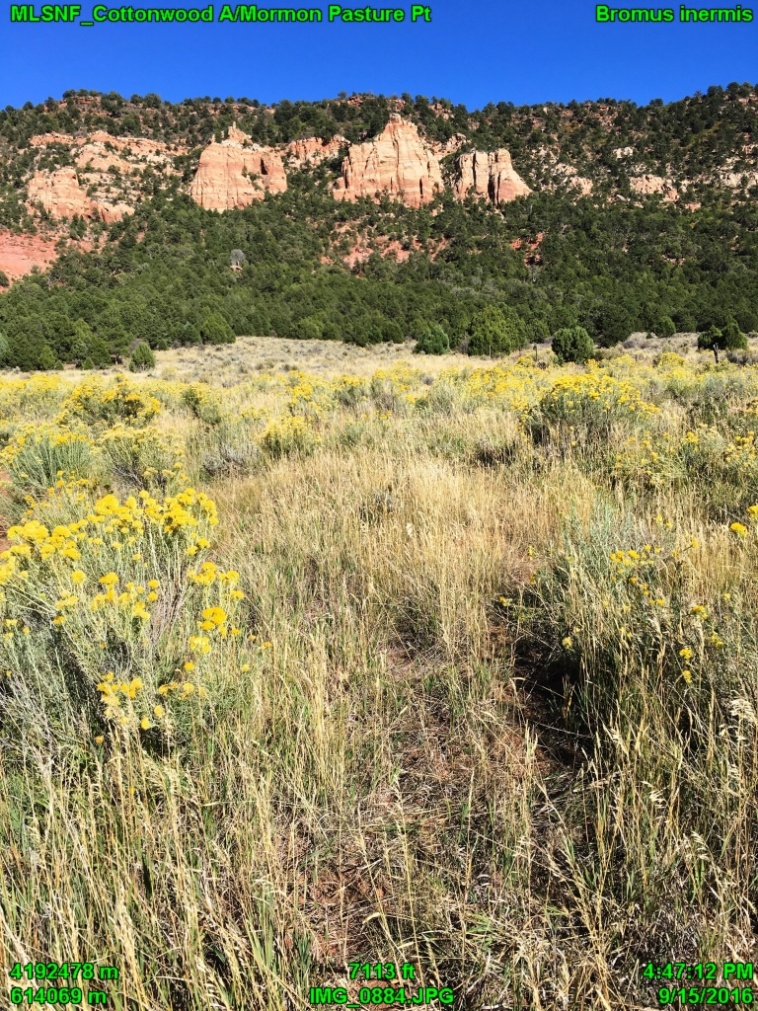 MLSNF_Cottonwood A/Mormon Pasture Pt
Bromus inermis
4192478 m
614069 m
7113 ft
IMG_0884.JPG
4:47:12 PM
9/15/2016